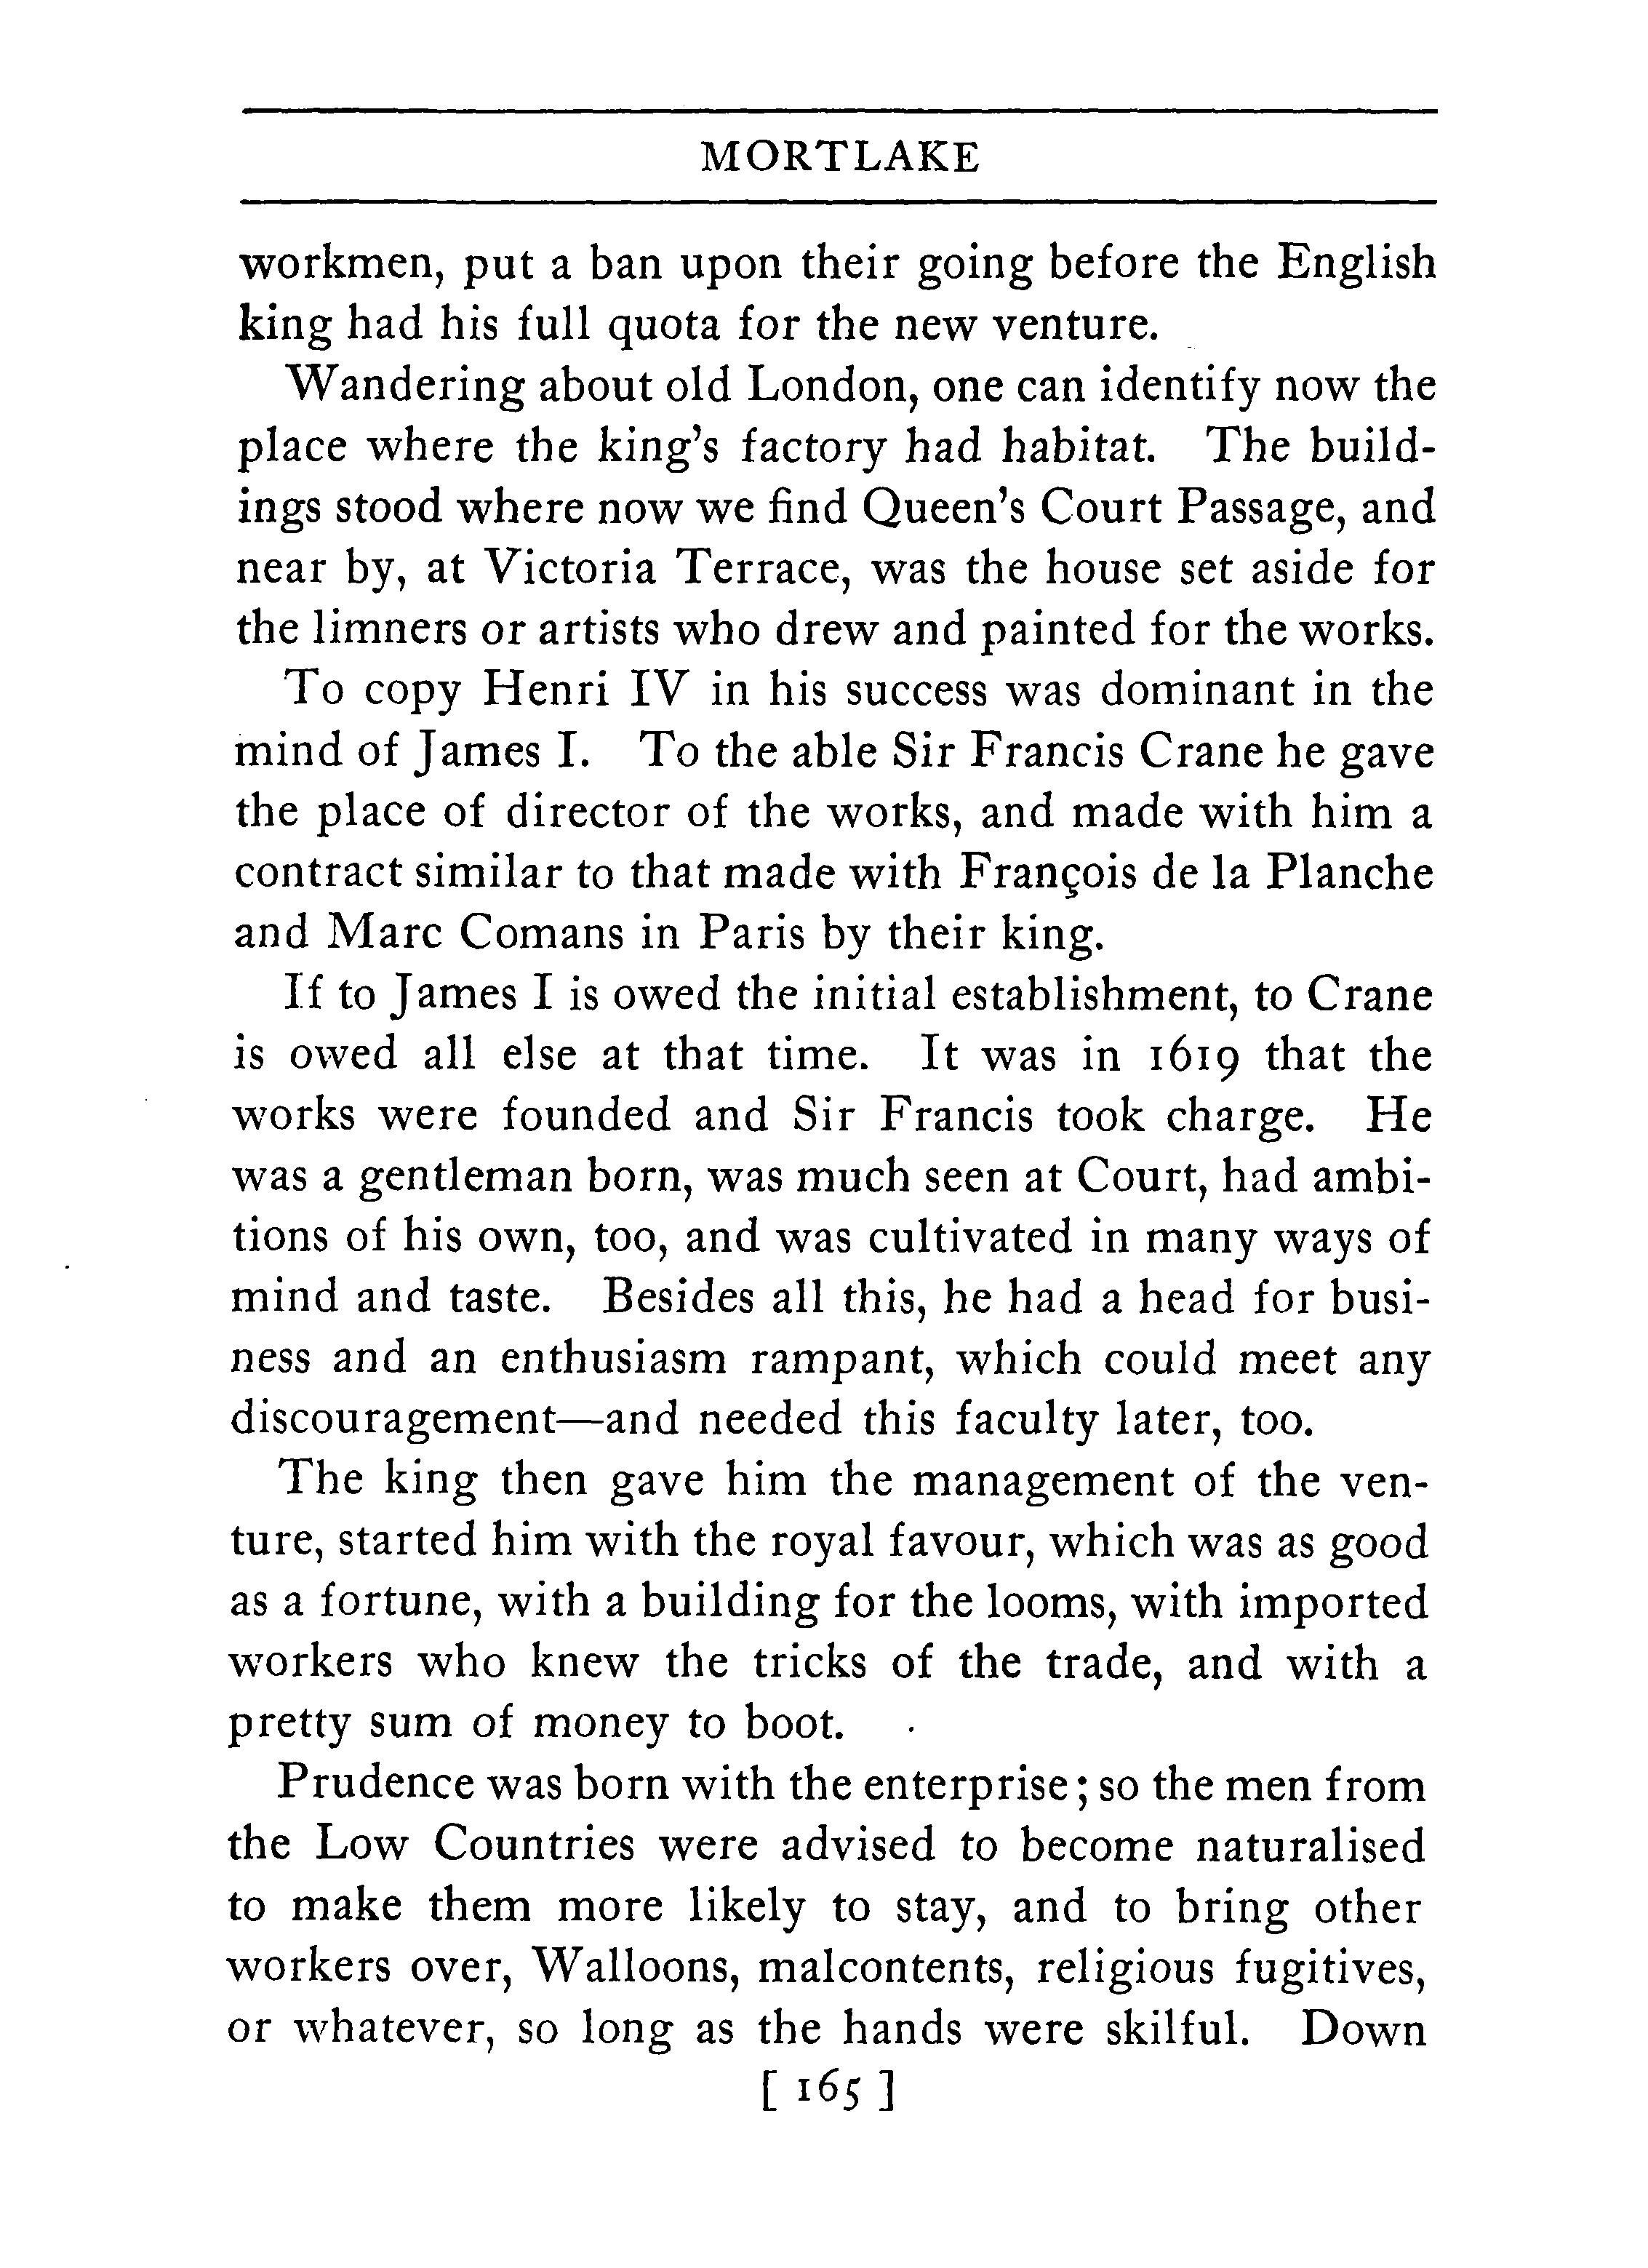 MORTLAKE
workmen, put a ban upon their going before the English
king had his full quota for the new venture.
Wandering about old London, one can identify now the
place where the king's factory had habitat. The build-
ings stood where now we find Queen's Court Passage, and
near by, at Victoria Terrace, was the house set aside for
the limners or artists who drew and painted for the works.
To copy Henri IV in his success was dominant in the
mind of James I. To the able Sir Francis Crane he gave
the place of director of the works, and made with him a
contract similar to that made with François de la Planche
and Marc Comans in Paris by their king.
If to James I is owed the initial establishment, to Crane
is owed all else at that time. It was in 1619 that the
works were founded and Sir Francis took charge. He
was a gentleman born, was much seen at Court, had ambi-
tions of his own, too, and was cultivated in many ways of
mind and taste. Besides all this, he had a head for busi-
ness and an enthusiasm rampant, which could meet any
discouragement—and needed this faculty later, too.
The king then gave him the management of the ven-
ture, started him with the royal favour, which was as good
as a fortune, with a building for the looms, with imported
workers who knew the tricks of the trade, and with a
pretty sum of money to boot.
Prudence was born with the enterprise; so the men from
the Low Countries were advised to become naturalised
to make them more likely to stay, and to bring other
workers over, Walloons, malcontents, religious fugitives,
or whatever, so long as the hands were skilful. Down
[ 165 ]